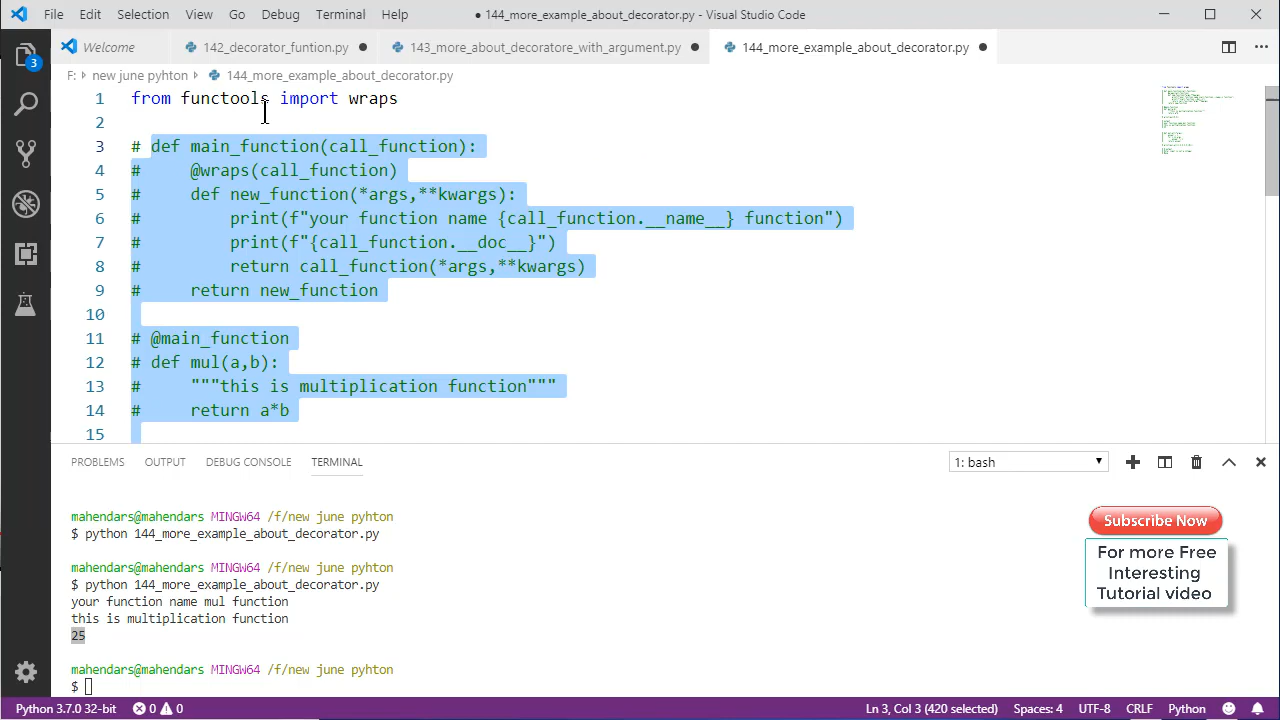 File Edit Selection View Go Debug Terminal Help
● 144_more_example_about_decorator.py - Visual Studio Code
Welcome 142_decorator_funtion.py 143_more_about_decoratore_with_argument.py 144_more_example_about_decorator.py
3
F: new june pyhton 144_more_example_about_decorator.py
1 from functools import wraps
2
3 # def main_function(call_function):
4 #     @wraps(call_function)
5 #     def new_function(*args,**kwargs):
6 #         print(f"your function name {call_function.__name__} function")
7 #         print(f"{call_function.__doc__}")
8 #         return call_function(*args,**kwargs)
9 #     return new_function
10
11 # @main_function
12 # def mul(a,b):
13 #     """this is multiplication function"""
14 #     return a*b
15
PROBLEMS OUTPUT DEBUG CONSOLE TERMINAL 1: bash
mahendars@mahendars MINGW64 /f/new june pyhton
$ python 144_more_example_about_decorator.py
mahendars@mahendars MINGW64 /f/new june pyhton
$ python 144_more_example_about_decorator.py
your function name mul function
this is multiplication function
25
mahendars@mahendars MINGW64 /f/new june pyhton
$
Subscribe Now
For more Free
Interesting
Tutorial video
Python 3.7.0 32-bit 0 0 Ln 3, Col 3 (420 selected) Spaces: 4 UTF-8 CRLF Python